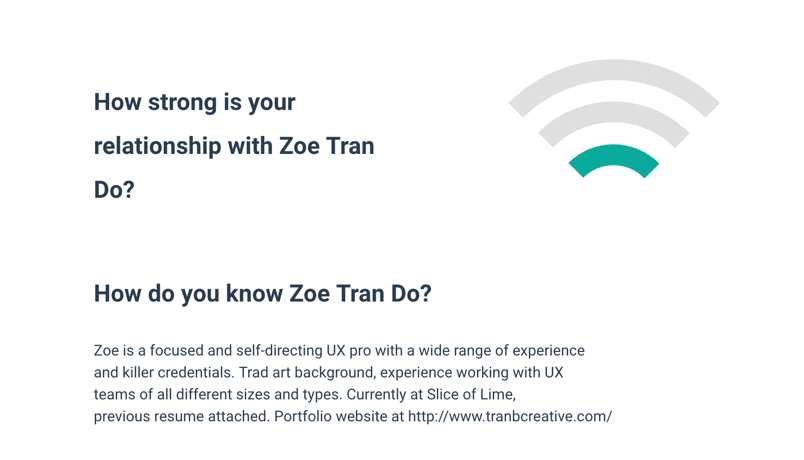 How strong is your
relationship with Zoe Tran
Do?
How do you know Zoe Tran Do?
Zoe is a focused and self-directing UX pro with a wide range of experience
and killer credentials. Trad art background, experience working with UX
teams of all different sizes and types. Currently at Slice of Lime,
previous resume attached. Portfolio website at http://www.tranbcreative.com/